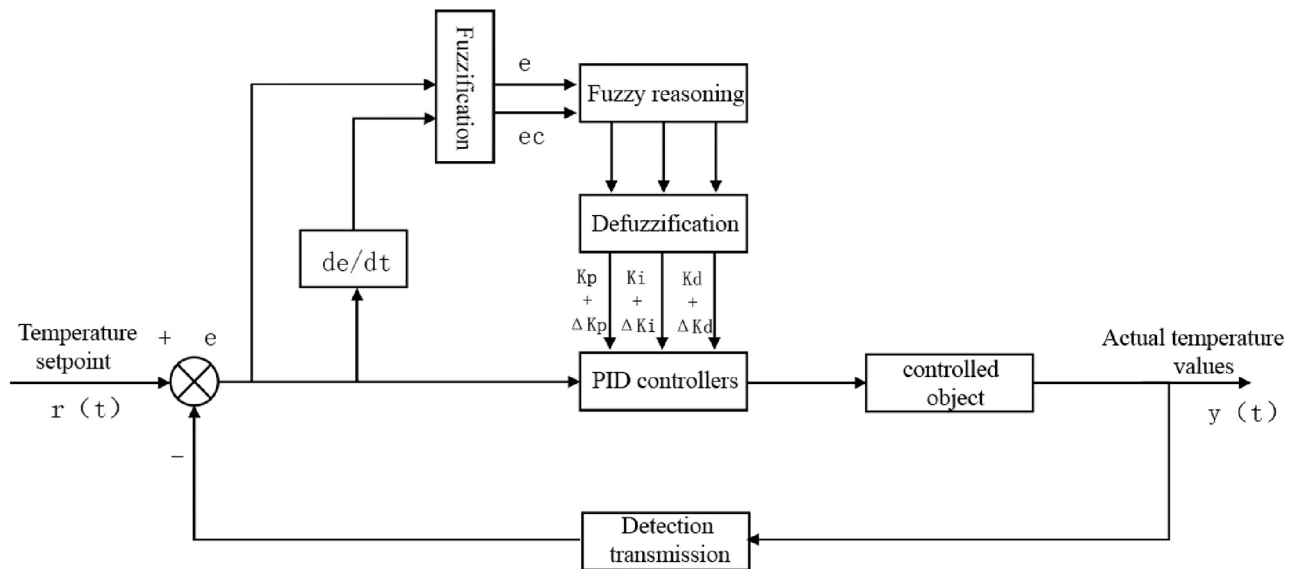 Fuzzification
e
ec
Fuzzy reasoning
Defuzzification
de/dt
Kp
+
ΔKp
Ki
+
ΔKi
Kd
+
ΔKd
Temperature
setpoint
r (t)
+
e
−
PID controllers
controlled
object
Actual temperature
values
y (t)
Detection
transmission